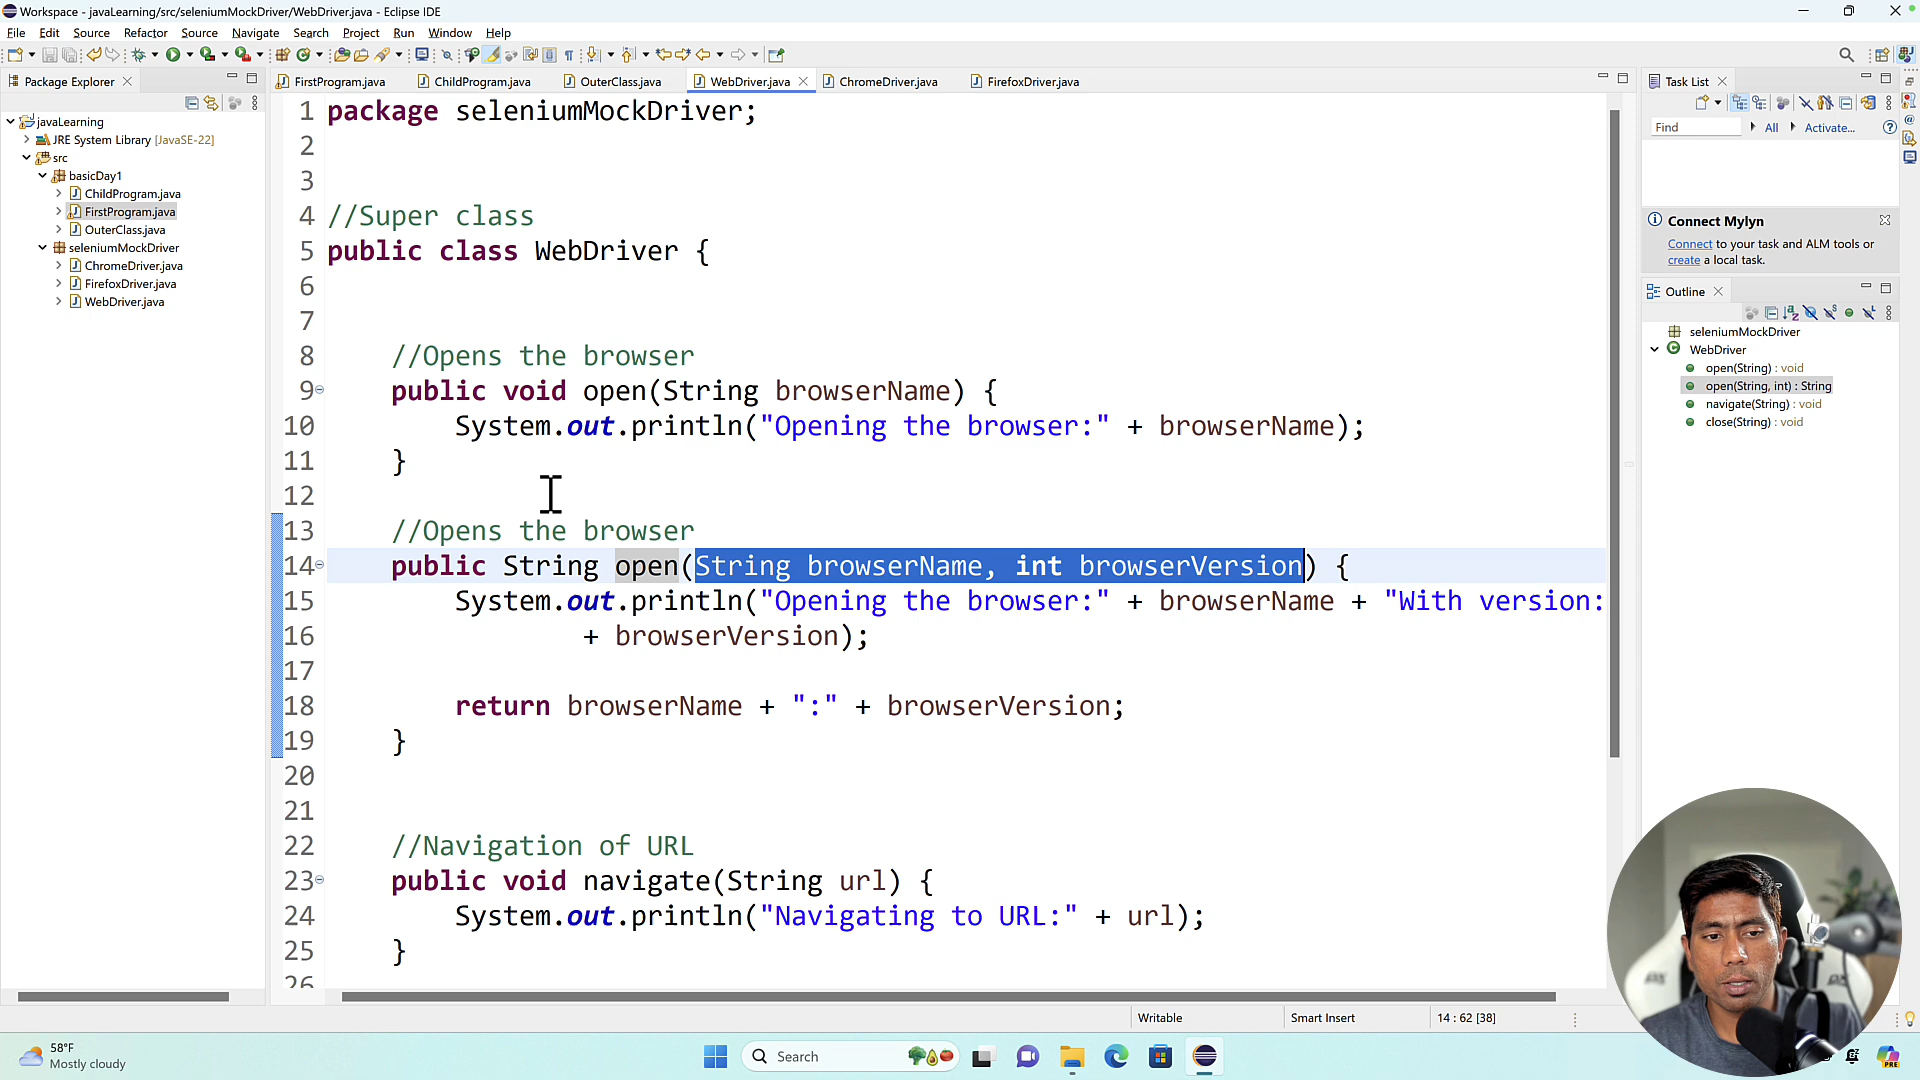 Workspace - javaLearning/src/seleniumMockDriver/WebDriver.java - Eclipse IDE
File Edit Source Refactor Source Navigate Search Project Run Window Help
Package Explorer
FirstProgram.java ChildProgram.java OuterClass.java WebDriver.java ChromeDriver.java FirefoxDriver.java
Task List
javaLearning
JRE System Library [JavaSE-22]
src
basicDay1
ChildProgram.java
FirstProgram.java
OuterClass.java
seleniumMockDriver
ChromeDriver.java
FirefoxDriver.java
WebDriver.java
1 package seleniumMockDriver;
2
3
4 //Super class
5 public class WebDriver {
6
7
8 //Opens the browser
9 public void open(String browserName) {
10 System.out.println("Opening the browser:" + browserName);
11 }
12
13 //Opens the browser
14 public String open(String browserName, int browserVersion) {
15 System.out.println("Opening the browser:" + browserName + "With version:
16 + browserVersion);
17
18 return browserName + ":" + browserVersion;
19 }
20
21
22 //Navigation of URL
23 public void navigate(String url) {
24 System.out.println("Navigating to URL:" + url);
25 }
26
Find All Activate...
Connect Mylyn
Connect to your task and ALM tools or
create a local task.
Outline
seleniumMockDriver
WebDriver
open(String) : void
open(String, int) : String
navigate(String) : void
close(String) : void
Writable Smart Insert 14 : 62 [38]
58°F
Mostly cloudy
Search
PRE